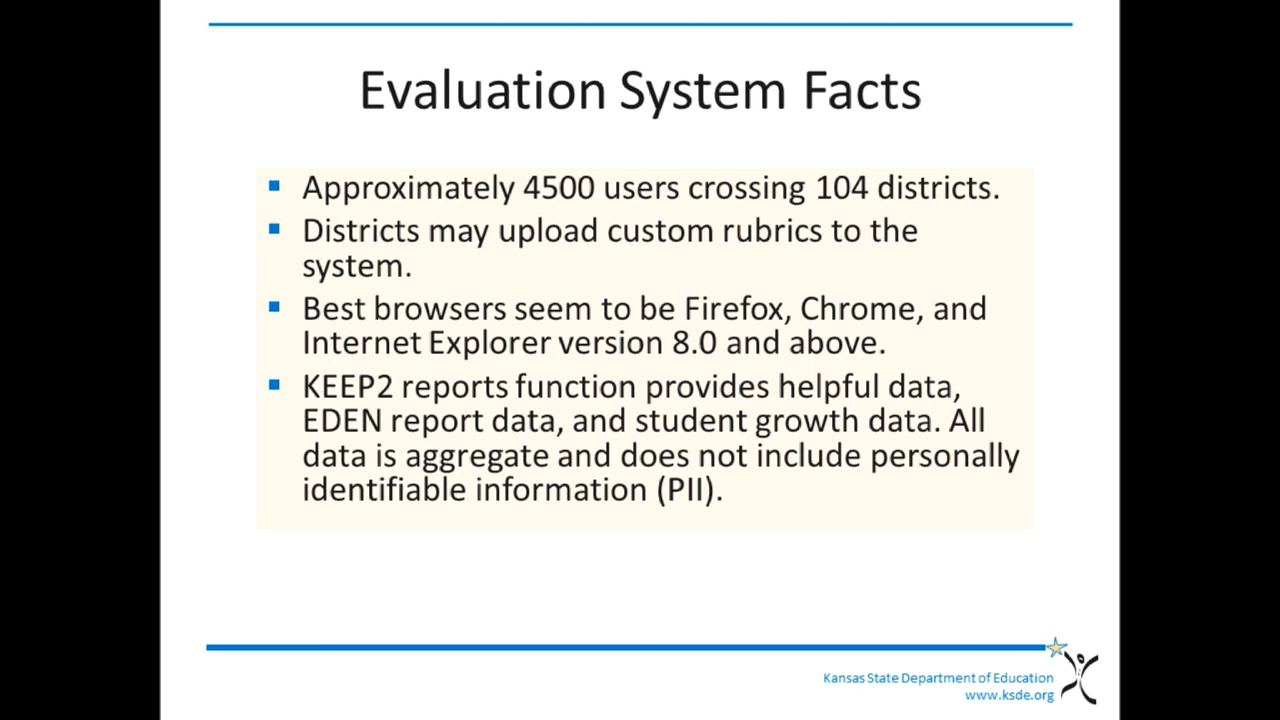 Evaluation System Facts
Approximately 4500 users crossing 104 districts.
Districts may upload custom rubrics to the
system.
Best browsers seem to be Firefox, Chrome, and
Internet Explorer version 8.0 and above.
KEEP2 reports function provides helpful data,
EDEN report data, and student growth data. All
data is aggregate and does not include personally
identifiable information (PII).
Kansas State Department of Education
www.ksde.org